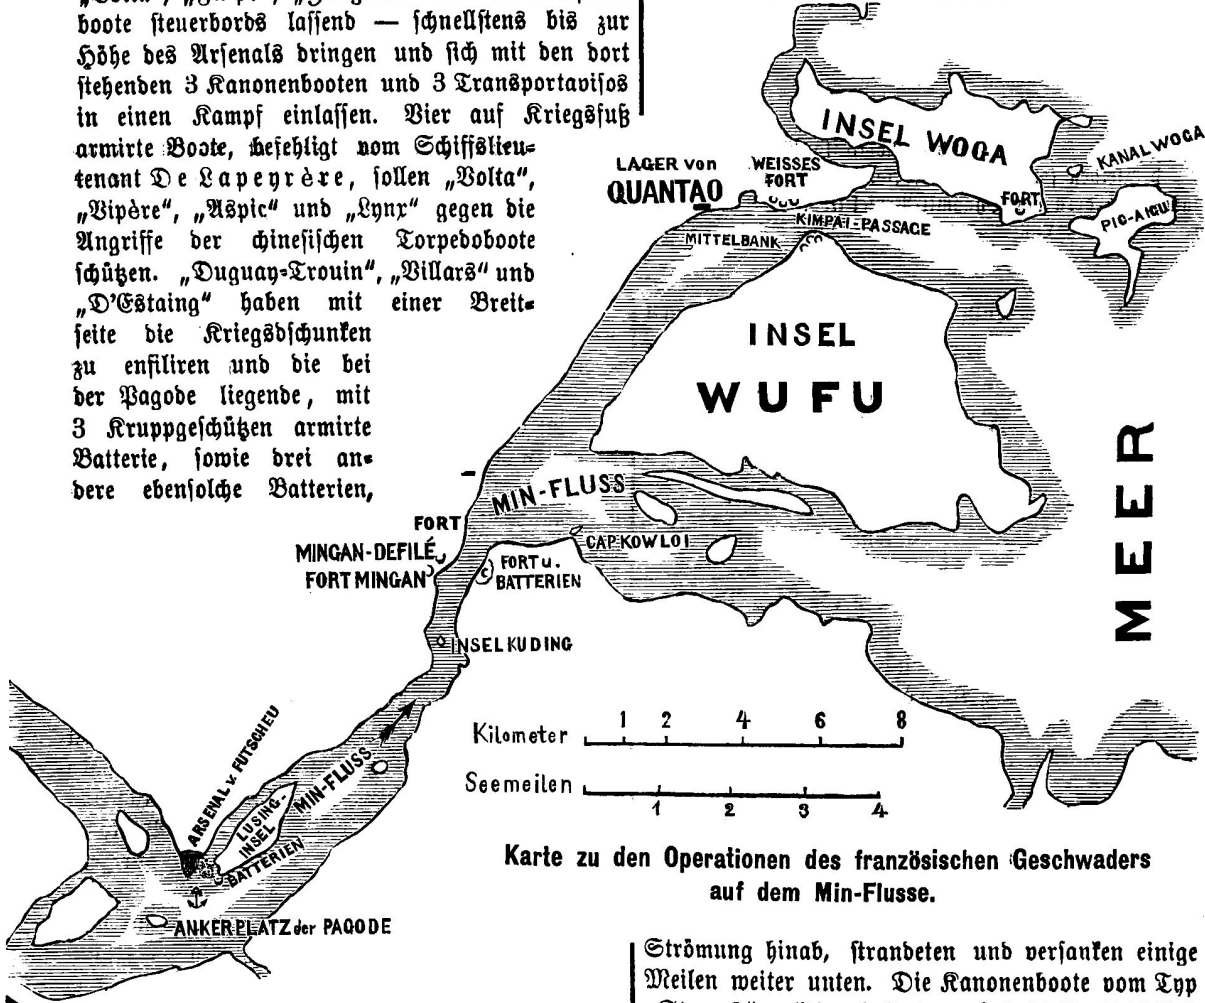 boote steuerbords lassend — schnellstens bis zur
Höhe des Arsenals dringen und sich mit den dort
stehenden 3 Kanonenbooten und 3 Transportavisos
in einen Kampf einlassen. Vier auf Kriegsfuß
armirte Boote, befehligt vom Schiffslieu=
tenant De Lapeyrère, sollen „Volta“,
„Vipère“, „Aspic“ und „Lynx“ gegen die
Angriffe der chinesischen Torpedoboote
schützen. „Duguay=Trouin“, „Villars“ und
„D'Estaing“ haben mit einer Breit=
seite die Kriegsdschunken
zu enfiliren und die bei
der Pagode liegende, mit
3 Kruppgeschützen armirte
Batterie, sowie drei an=
dere ebensolche Batterien,
INSEL WOGA
KANAL WOGA
LAGER von
QUANTAO
WEISSES
FORT
FORT
PIC-AIGU
KIMPAI-PASSAGE
MITTELBANK
INSEL
WUFU
MEER
MIN-FLUSS
FORT
CAP KOWLOI
MINGAN-DEFILÉ
FORT MINGAN
FORT u.
BATTERIEN
INSEL KUDING
ARSENAL v. FUTSCHEU
MIN-FLUSS
LUSING-
INSEL
BATTERIEN
ANKERPLATZ der PAGODE
Kilometer 1 2 4 6 8
Seemeilen 1 2 3 4
Karte zu den Operationen des französischen Geschwaders
auf dem Min-Flusse.
Strömung hinab, strandeten und versanken einige
Meilen weiter unten. Die Kanonenboote vom Typ